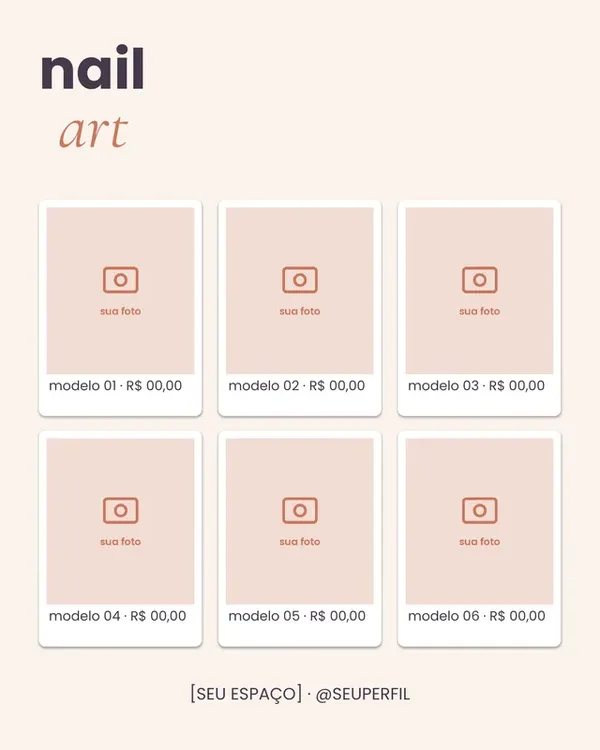 nail
art
sua foto
sua foto
sua foto
modelo 01 · R$ 00,00
modelo 02 · R$ 00,00
modelo 03 · R$ 00,00
sua foto
sua foto
sua foto
modelo 04 · R$ 00,00
modelo 05 · R$ 00,00
modelo 06 · R$ 00,00
[SEU ESPAÇO] · @SEUPERFIL